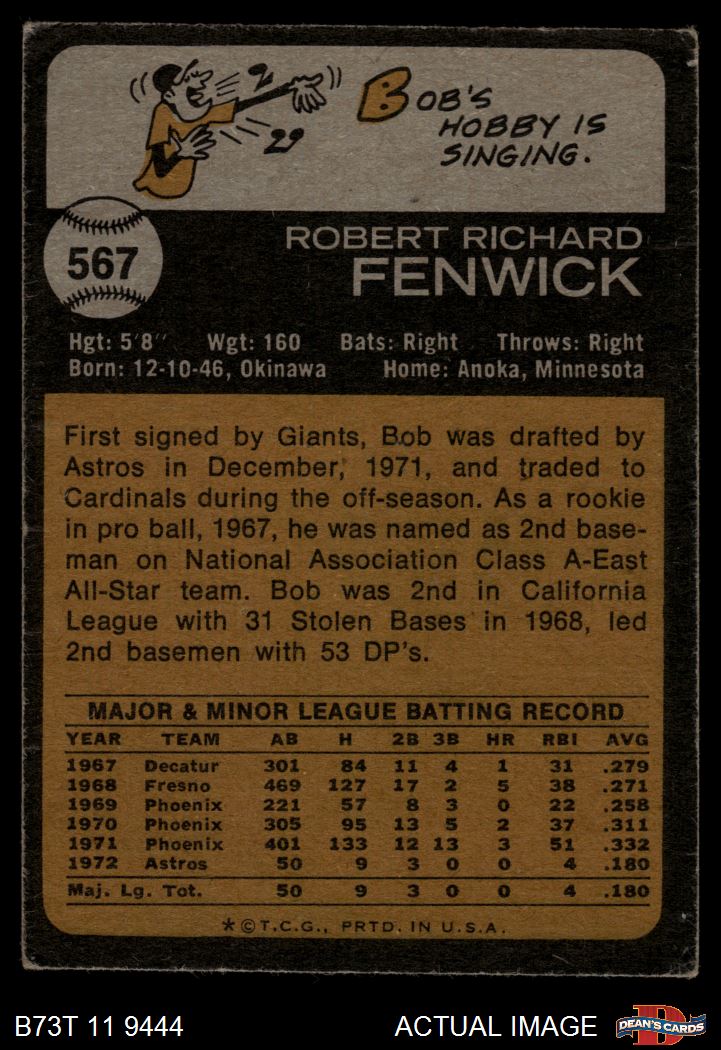 2
29
BOB'S
HOBBY IS
SINGING.
567
ROBERT RICHARD
FENWICK
Hgt: 5'8" Wgt: 160 Bats: Right Throws: Right
Born: 12-10-46, Okinawa Home: Anoka, Minnesota
First signed by Giants, Bob was drafted by
Astros in December, 1971, and traded to
Cardinals during the off-season. As a rookie
in pro ball, 1967, he was named as 2nd base-
man on National Association Class A-East
All-Star team. Bob was 2nd in California
League with 31 Stolen Bases in 1968, led
2nd basemen with 53 DP's.
MAJOR & MINOR LEAGUE BATTING RECORD
YEAR TEAM AB H 2B 3B HR RBI AVG
1967 Decatur 301 84 11 4 1 31 .279
1968 Fresno 469 127 17 2 5 38 .271
1969 Phoenix 221 57 8 3 0 22 .258
1970 Phoenix 305 95 13 5 2 37 .311
1971 Phoenix 401 133 12 13 3 51 .332
1972 Astros 50 9 3 0 0 4 .180
Maj. Lg. Tot. 50 9 3 0 0 4 .180
*©T.C.G., PRTD. IN U.S.A.
B73T 11 9444 ACTUAL IMAGE
D
DEAN'S CARDS